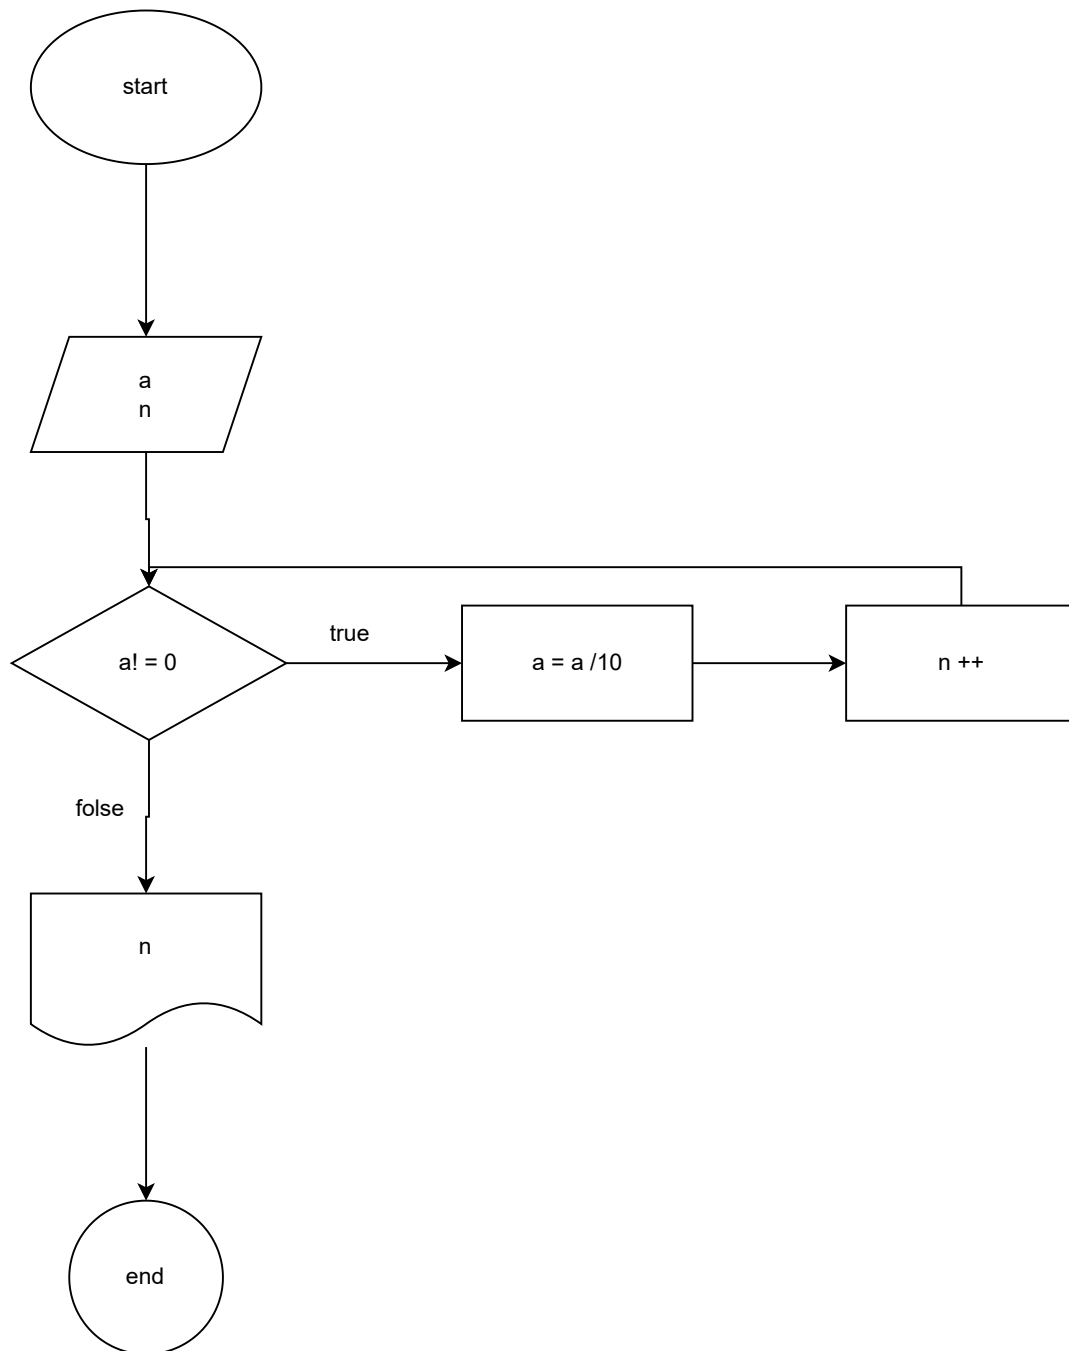 start
a
n
a! = 0
true
a = a /10
n ++
folse
n
end